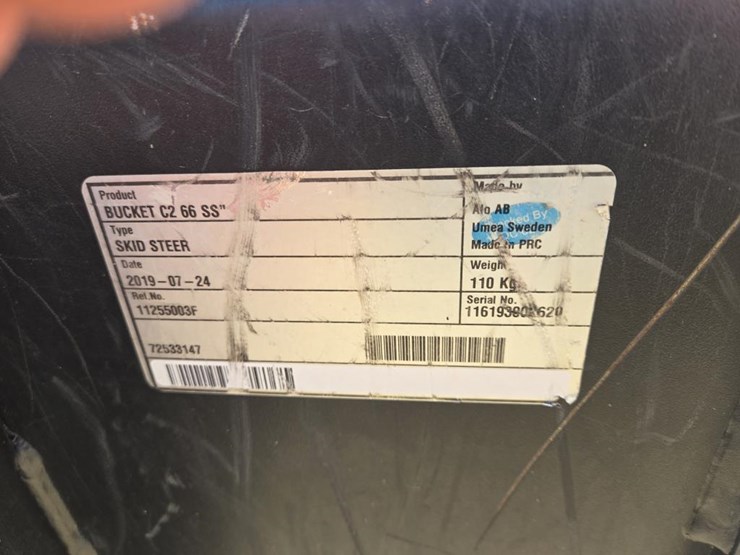 Product
BUCKET C2 66 SS"
Type
SKID STEER
Date
2019-07-24
Ref.No.
11255003F
72533147
Made by
Alo AB
By
Umea Sweden
Made in PRC
Weight
110 Kg
Serial No.